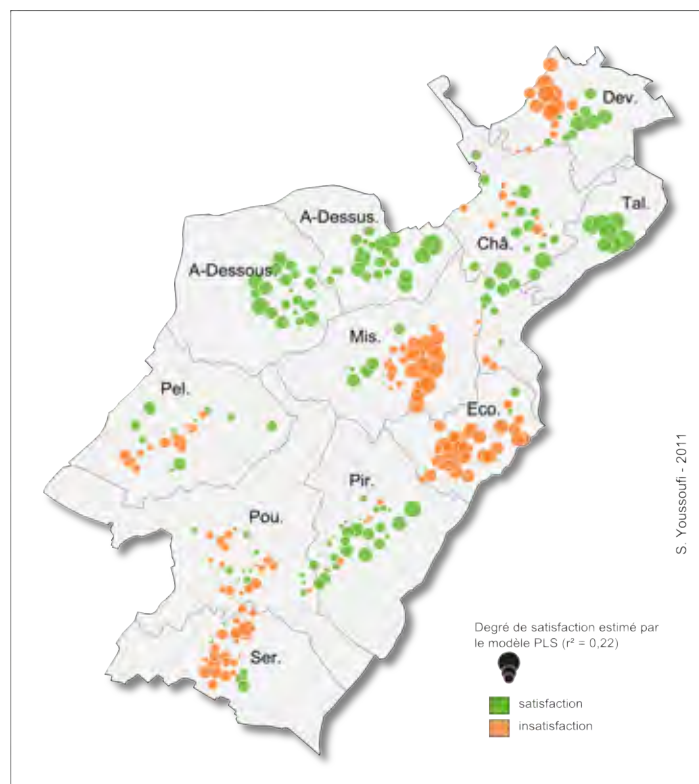 Dev.
Tal.
A-Dessus.
Châ.
A-Dessous.
Mis.
Pel.
Eco.
Pir.
Pou.
Ser.
S. Youssoufi - 2011
Degré de satisfaction estimé par
le modèle PLS (r² = 0,22)
satisfaction
insatisfaction